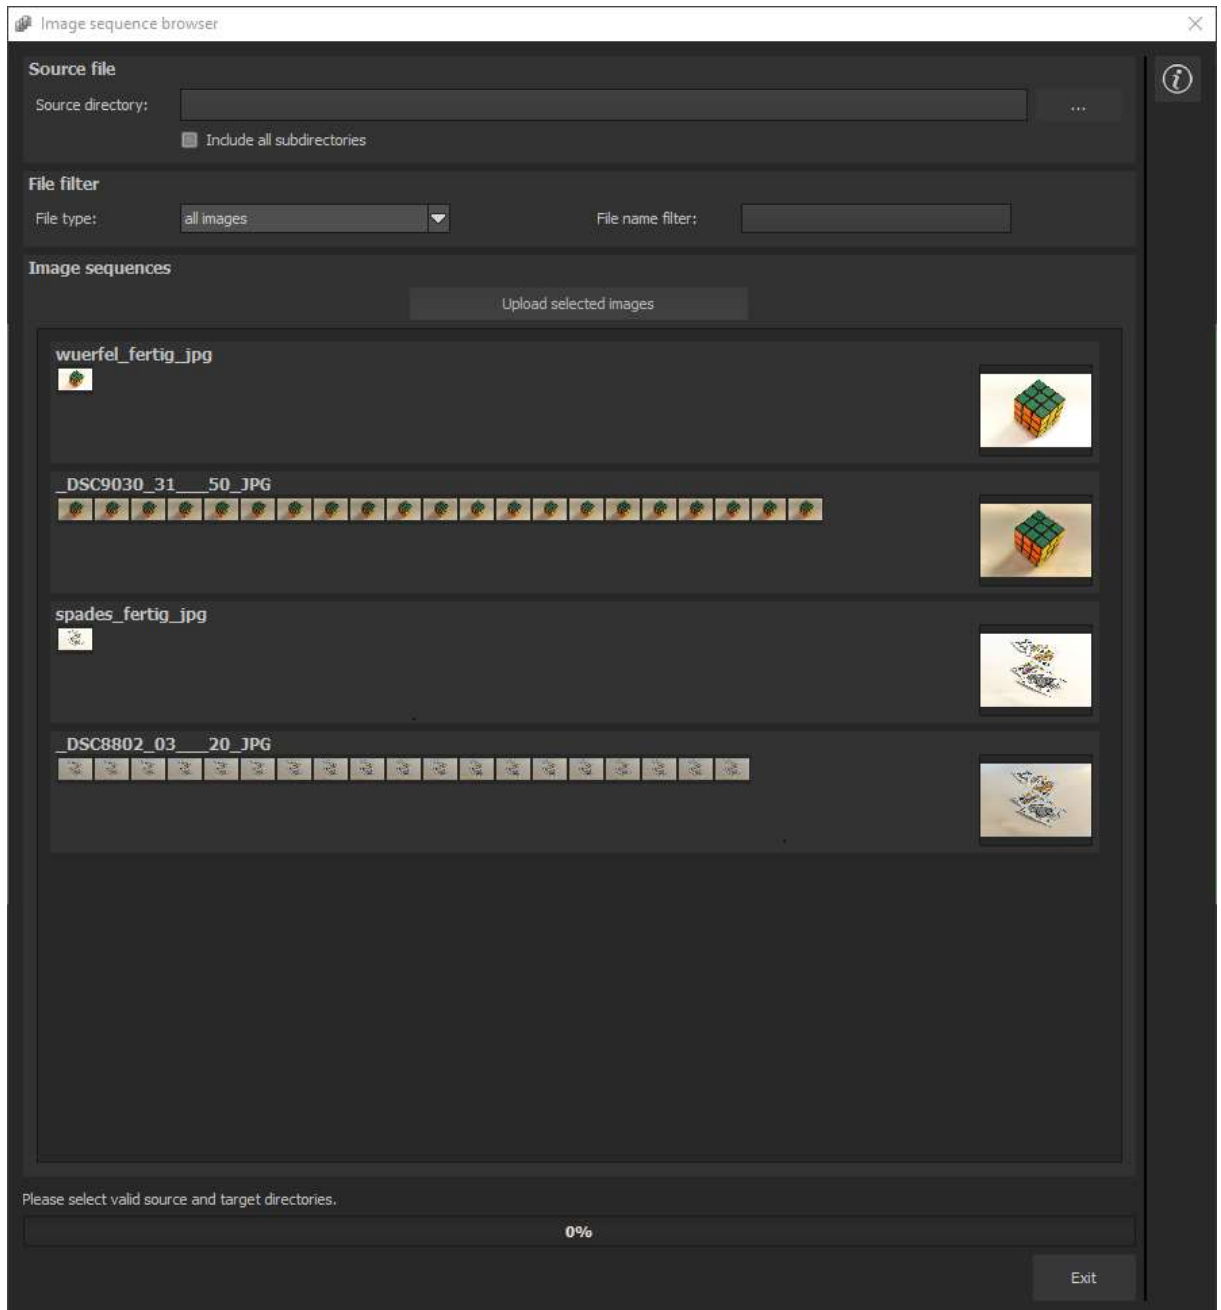 Image sequence browser
Source file
Source directory:
...
Include all subdirectories
File filter
File type:
all images
File name filter:
Image sequences
Upload selected images
wuerfel_fertig_jpg
_DSC9030_31___50_JPG
spades_fertig_jpg
_DSC8802_03___20_JPG
Please select valid source and target directories.
0%
Exit